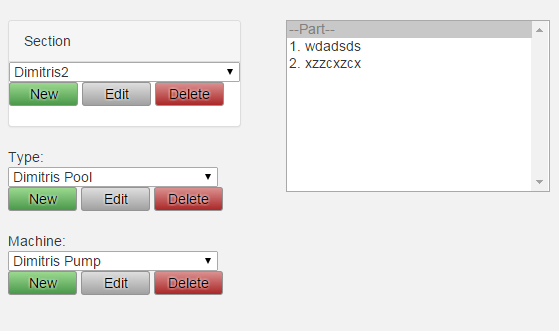 Section
Dimitris2
New Edit Delete
Type:
Dimitris Pool
New Edit Delete
Machine:
Dimitris Pump
New Edit Delete
--Part--
1. wdadsds
2. xzzcxzcx